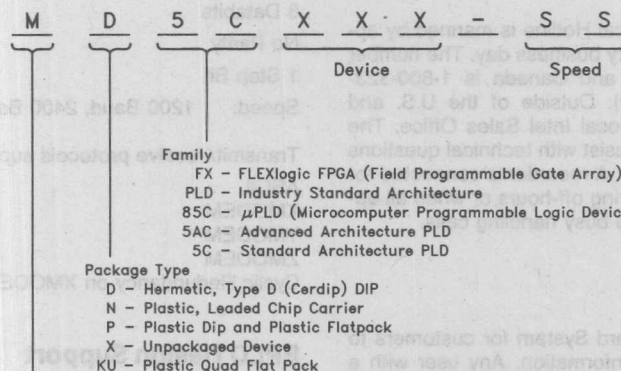 M D 5 C X X X - S S
Device Speed
Family
FX - FLEXlogic FPGA (Field Programmable Gate Array)
PLD - Industry Standard Architecture
85C - μPLD (Microcomputer Programmable Logic Devic
5AC - Advanced Architecture PLD
5C - Standard Architecture PLD
Package Type
D - Hermetic, Type D (Cerdip) DIP
N - Plastic, Leaded Chip Carrier
P - Plastic Dip and Plastic Flatpack
X - Unpackaged Device
KU - Plastic Quad Flat Pack